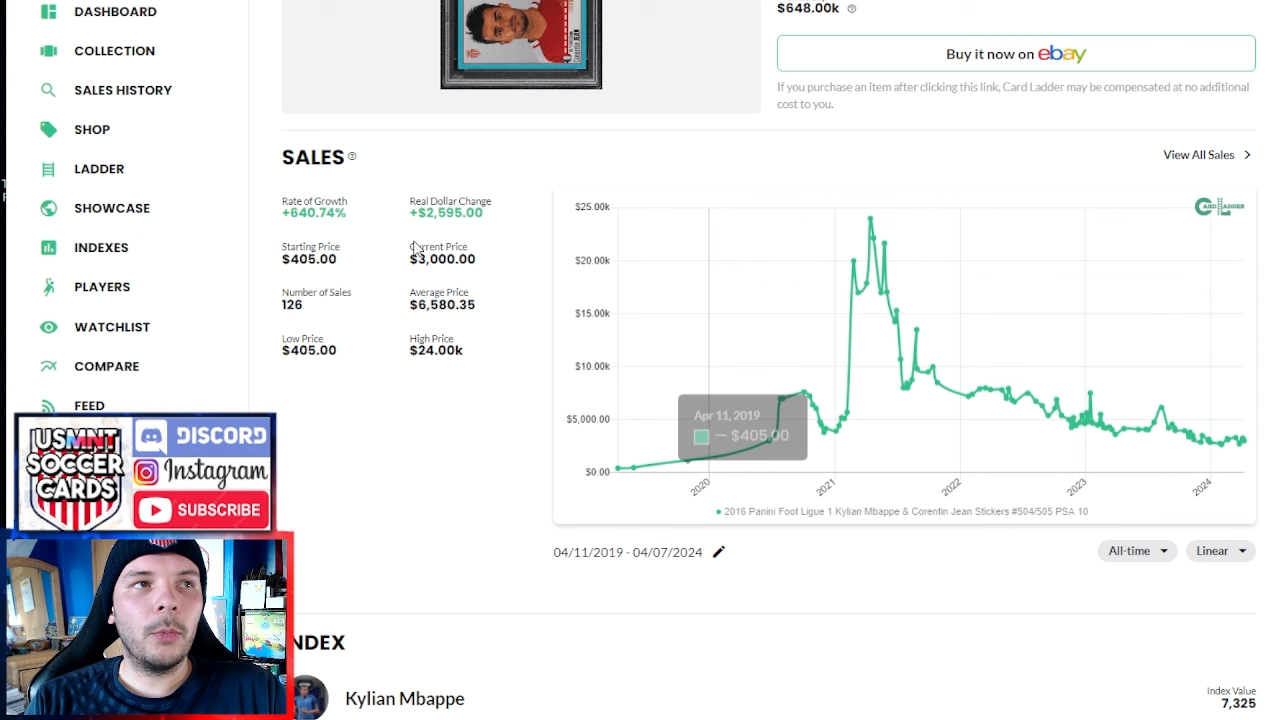 DASHBOARD
COLLECTION
SALES HISTORY
SHOP
LADDER
SHOWCASE
INDEXES
PLAYERS
WATCHLIST
COMPARE
FEED
USMNT
SOCCER
CARDS
DISCORD
Instagram
SUBSCRIBE
$648.00k
Buy it now on ebay
If you purchase an item after clicking this link, Card Ladder may be compensated at no additional
cost to you.
SALES
View All Sales
Rate of Growth
+640.74%
Real Dollar Change
+$2,595.00
Starting Price
$405.00
Current Price
$3,000.00
Number of Sales
126
Average Price
$6,580.35
Low Price
$405.00
High Price
$24.00k
CARD LADDER
$25.00k
$20.00k
$15.00k
$10.00k
$5,000.00
$0.00
Apr 11, 2019
— $405.00
2020
2021
2022
2023
2024
2016 Panini Foot Ligue 1 Kylian Mbappe & Corentin Jean Stickers #504/505 PSA 10
04/11/2019 - 04/07/2024
All-time
Linear
NDEX
Kylian Mbappe
Index Value
7,325